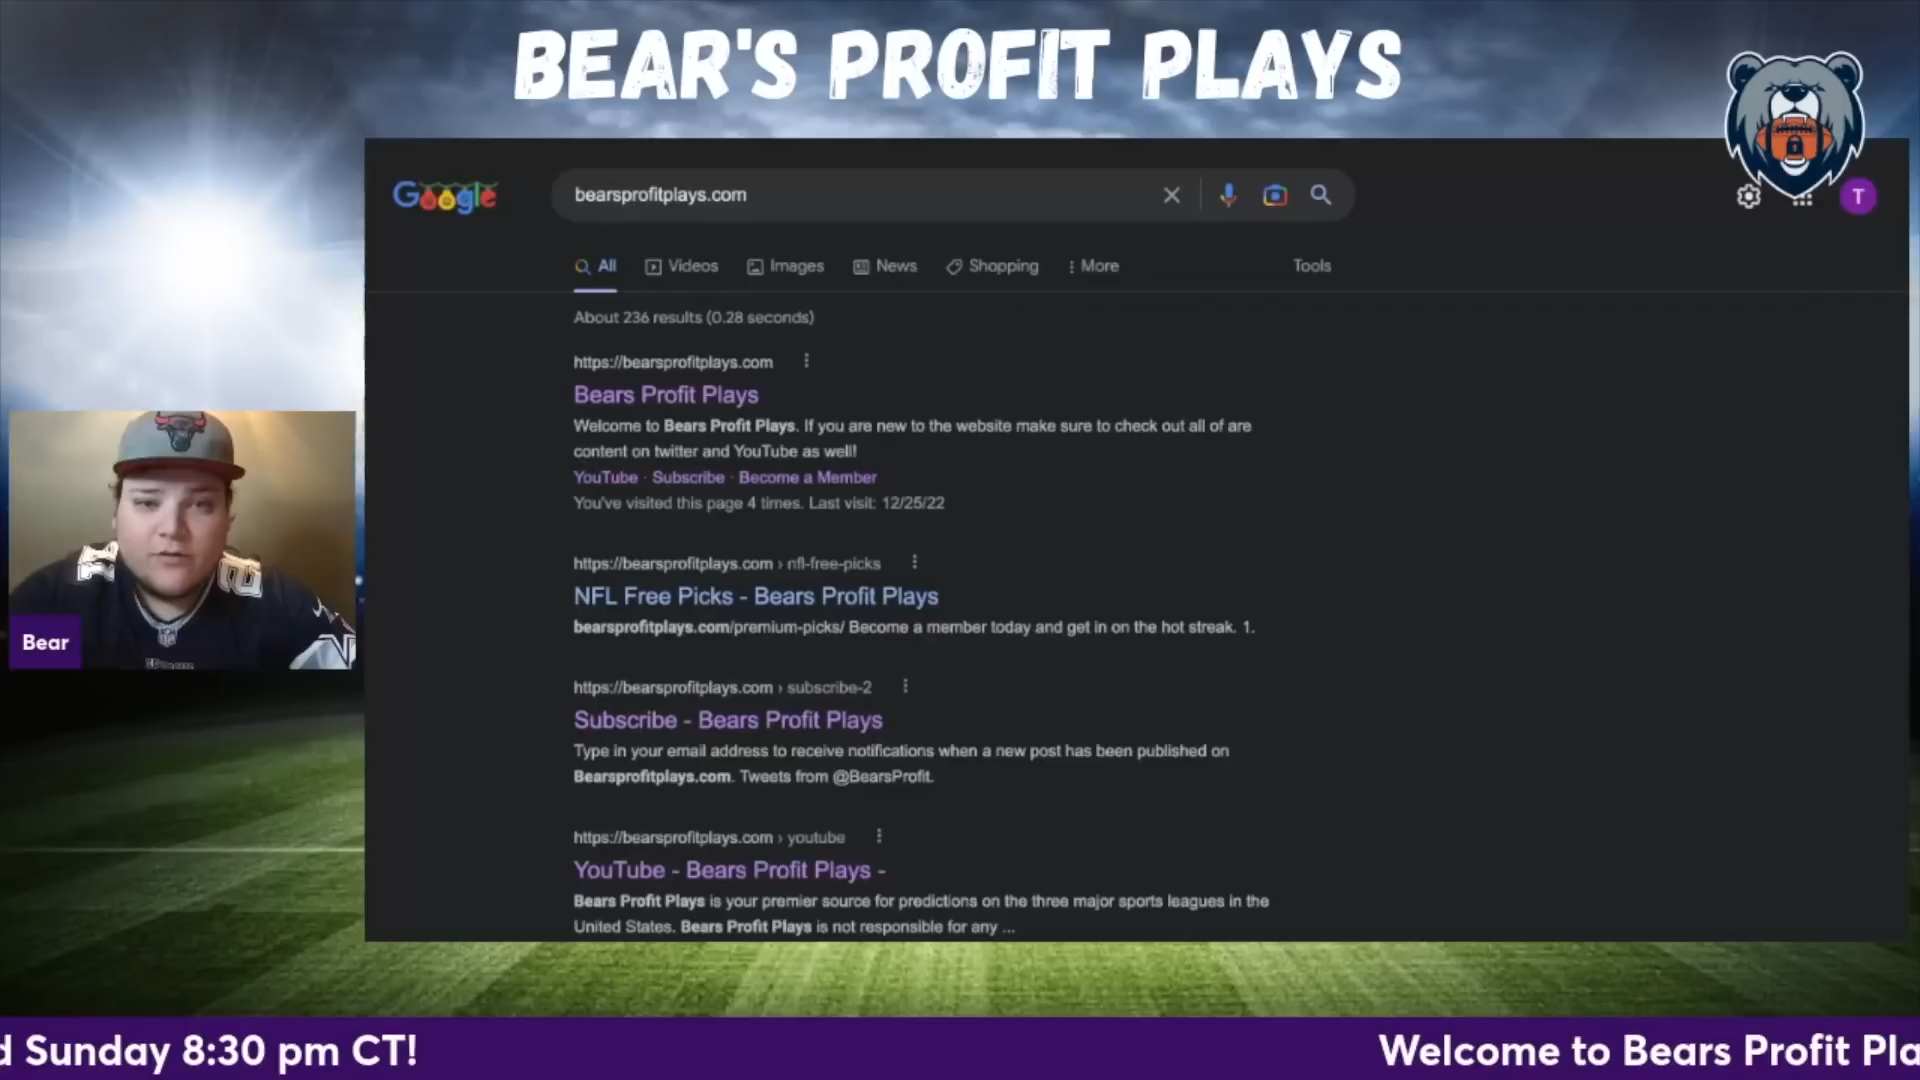 BEAR'S PROFIT PLAYS
Google
bearsprofitplays.com
T
All
Videos
Images
News
Shopping
More
Tools
About 236 results (0.28 seconds)
https://bearsprofitplays.com
Bears Profit Plays
Welcome to Bears Profit Plays. If you are new to the website make sure to check out all of are
content on twitter and YouTube as well!
YouTube · Subscribe · Become a Member
You've visited this page 4 times. Last visit: 12/25/22
https://bearsprofitplays.com › nfl-free-picks
NFL Free Picks - Bears Profit Plays
bearsprofitplays.com/premium-picks/ Become a member today and get in on the hot streak. 1.
https://bearsprofitplays.com › subscribe-2
Subscribe - Bears Profit Plays
Type in your email address to receive notifications when a new post has been published on
Bearsprofitplays.com. Tweets from @BearsProfit.
https://bearsprofitplays.com › youtube
YouTube - Bears Profit Plays -
Bears Profit Plays is your premier source for predictions on the three major sports leagues in the
United States. Bears Profit Plays is not responsible for any ...
Bear
d Sunday 8:30 pm CT!
Welcome to Bears Profit Pla